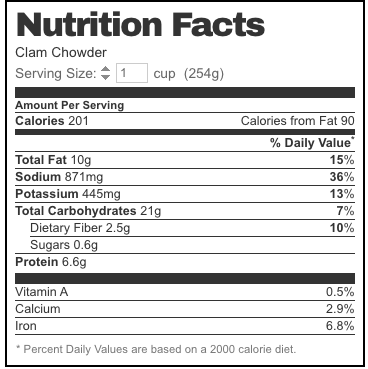 Nutrition Facts
Clam Chowder
Serving Size: 1 cup (254g)
Amount Per Serving
Calories 201 Calories from Fat 90
% Daily Value*
Total Fat 10g 15%
Sodium 871mg 36%
Potassium 445mg 13%
Total Carbohydrates 21g 7%
Dietary Fiber 2.5g 10%
Sugars 0.6g
Protein 6.6g
Vitamin A 0.5%
Calcium 2.9%
Iron 6.8%
* Percent Daily Values are based on a 2000 calorie diet.